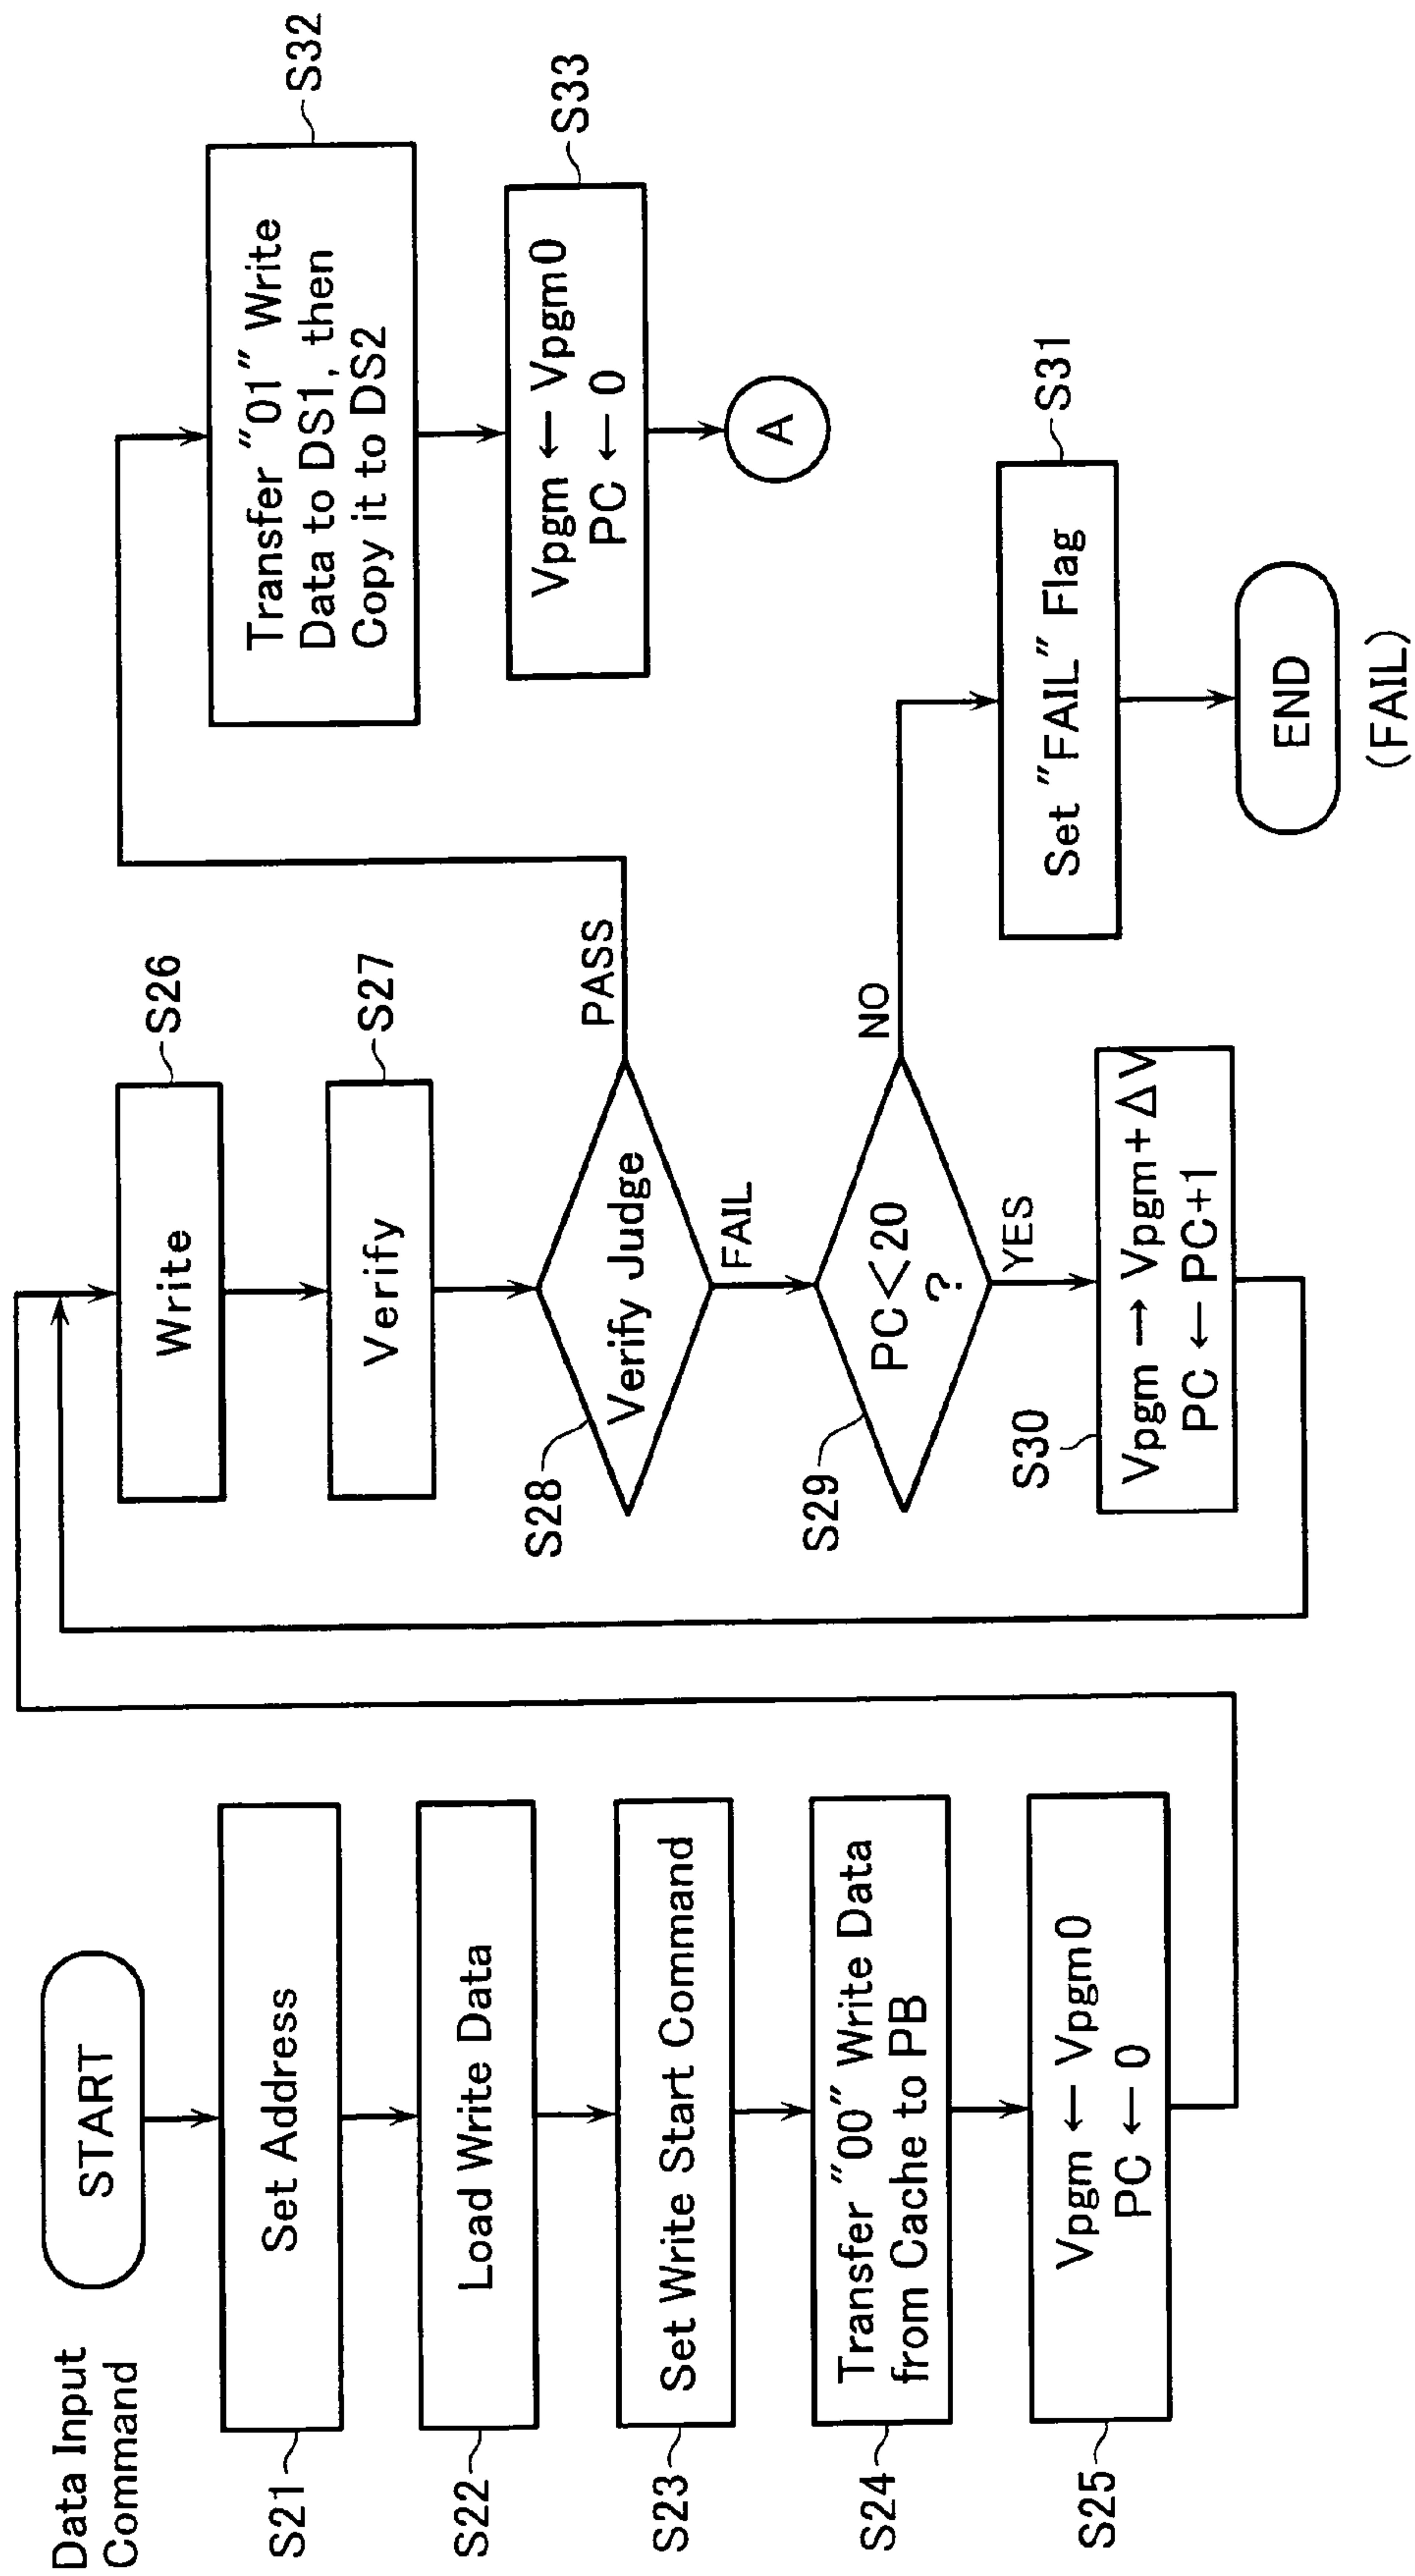 Data Input
Command
START
S21
Set Address
S22
Load Write Data
S23
Set Write Start Command
S24
Transfer "00" Write Data
from Cache to PB
S25
Vpgm ← Vpgm0
PC ← 0
Write
S26
Verify
S27
S28
Verify Judge
PASS
FAIL
S29
PC<20
?
NO
YES
S30
Vpgm → Vpgm+ΔV
PC ← PC+1
Transfer "01" Write
Data to DS1, then
Copy it to DS2
S32
Vpgm ← Vpgm0
PC ← 0
S33
A
Set "FAIL" Flag
S31
END
(FAIL)